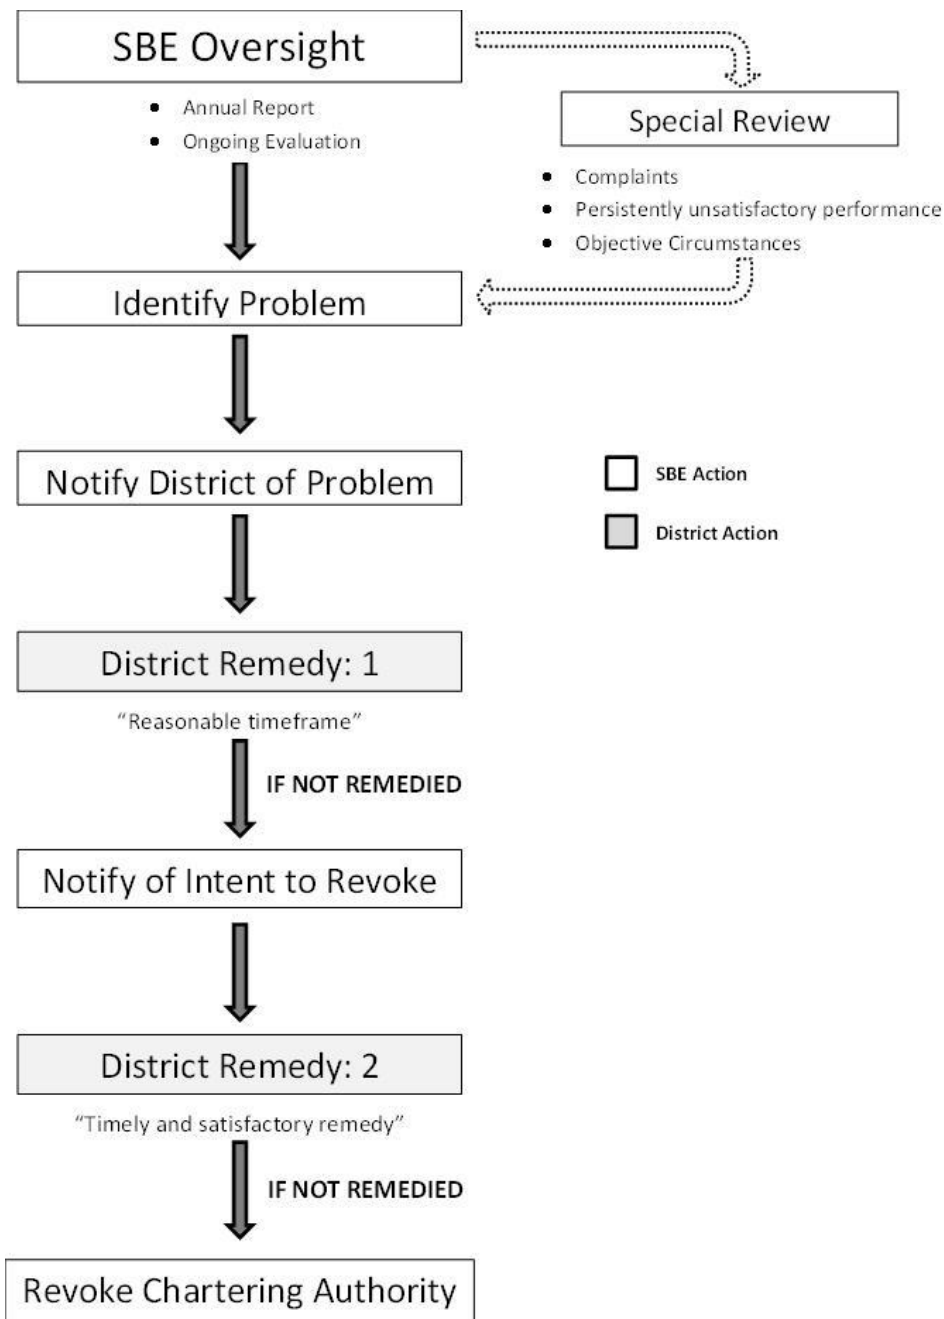 SBE Oversight
• Annual Report
• Ongoing Evaluation
Special Review
• Complaints
• Persistently unsatisfactory performance
• Objective Circumstances
Identify Problem
Notify District of Problem
SBE Action
District Action
District Remedy: 1
“Reasonable timeframe”
IF NOT REMEDIED
Notify of Intent to Revoke
District Remedy: 2
“Timely and satisfactory remedy”
IF NOT REMEDIED
Revoke Chartering Authority